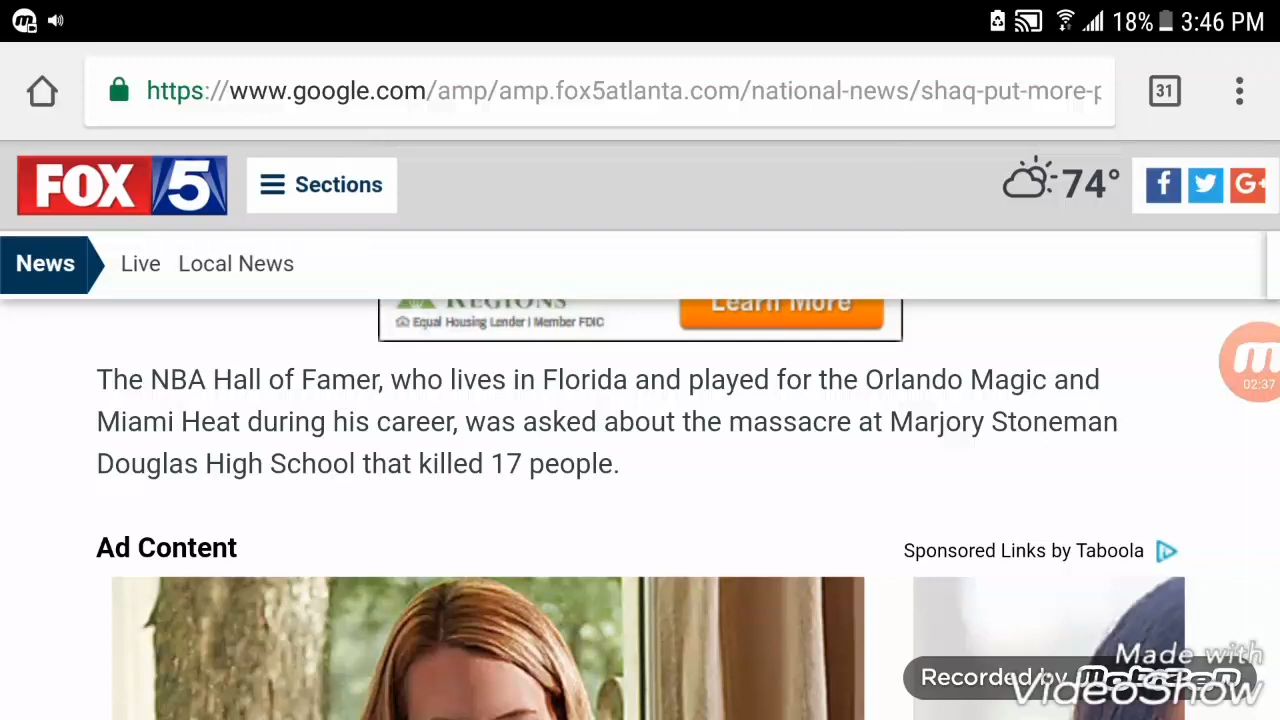 18% 3:46 PM
https://www.google.com/amp/amp.fox5atlanta.com/national-news/shaq-put-more-p
31
FOX 5
Sections
74°
f
G+
News
Live
Local News
REGIONS
Learn More
Equal Housing Lender | Member FDIC
02:37
The NBA Hall of Famer, who lives in Florida and played for the Orlando Magic and
Miami Heat during his career, was asked about the massacre at Marjory Stoneman
Douglas High School that killed 17 people.
Ad Content
Sponsored Links by Taboola
Made with
Recorded by
VideoShow